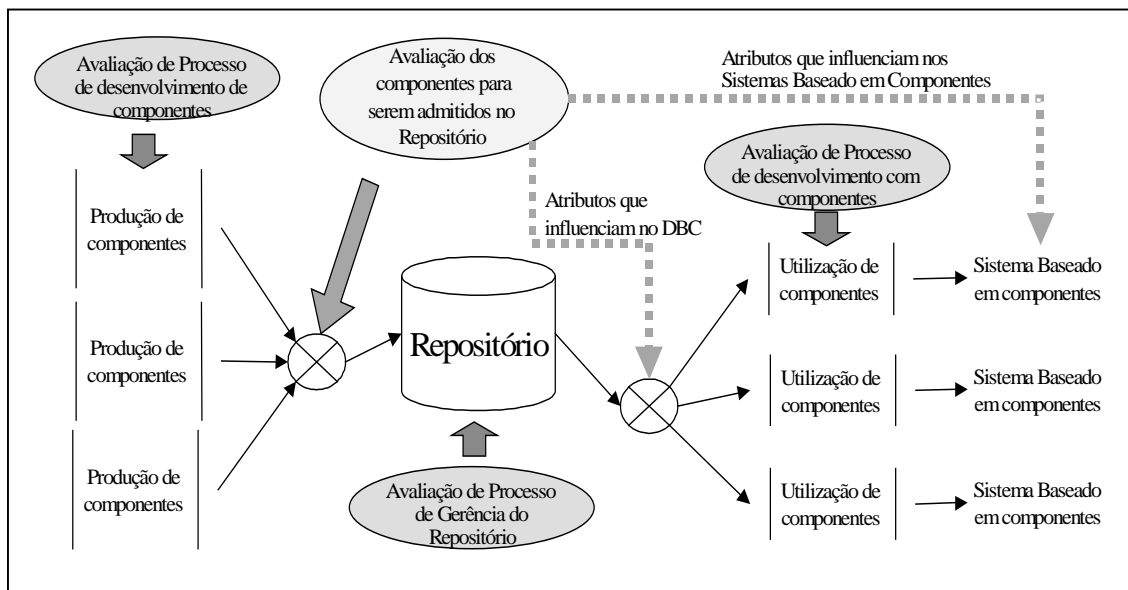 Avaliação de Processo
de desenvolvimento de
componentes
Avaliação dos
componentes para
serem admitidos no
Repositório
Atributos que influenciam nos
Sistemas Baseado em Componentes
Avaliação de Processo
de desenvolvimento com
componentes
Atributos que
influenciam no DBC
Produção de
componentes
Produção de
componentes
Produção de
componentes
Repositório
Avaliação de Processo
de Gerência do
Repositório
Utilização de
componentes
Sistema Baseado
em componentes
Utilização de
componentes
Sistema Baseado
em componentes
Utilização de
componentes
Sistema Baseado
em componentes